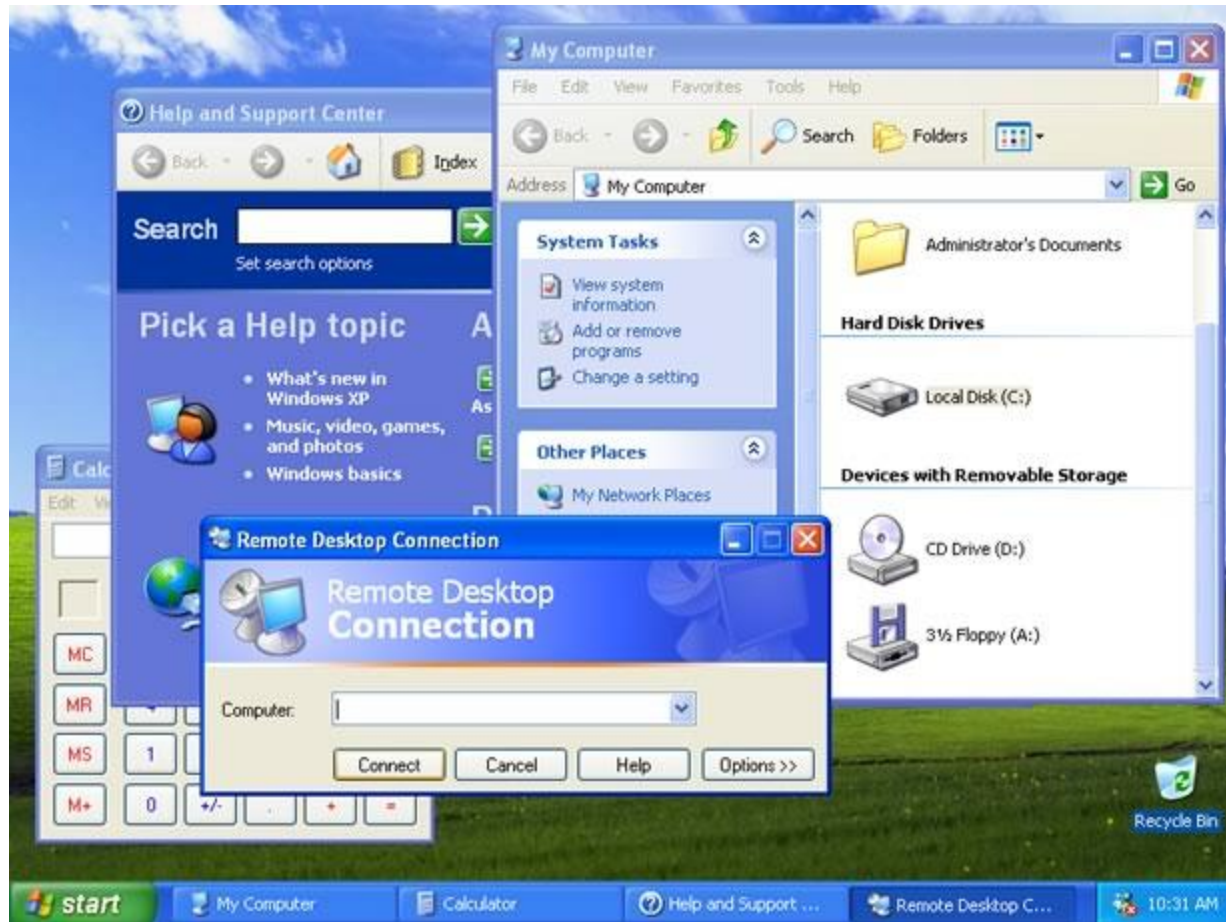 My Computer
File Edit View Favorites Tools Help
Back Search Folders
Address My Computer Go
System Tasks
View system
information
Add or remove
programs
Change a setting
Other Places
My Network Places
Administrator's Documents
Hard Disk Drives
Local Disk (C:)
Devices with Removable Storage
CD Drive (D:)
3½ Floppy (A:)
Help and Support Center
Back Index
Search
Set search options
Pick a Help topic
A
What's new in
Windows XP
As
Music, video, games,
and photos
Windows basics
Calc
Edit
MC
MR
MS 1
M+ 0 +/- . + =
Remote Desktop Connection
Remote Desktop
Connection
Computer:
Connect Cancel Help Options >>
Recycle Bin
start My Computer Calculator Help and Support ... Remote Desktop C... 10:31 AM